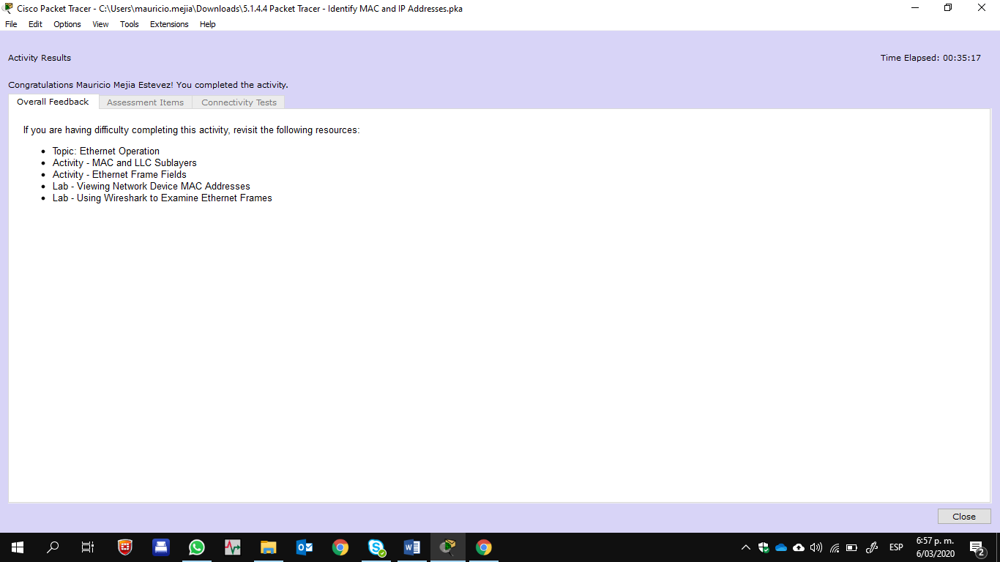 Cisco Packet Tracer - C:\Users\mauricio.mejia\Downloads\5.1.4.4 Packet Tracer - Identify MAC and IP Addresses.pka
File Edit Options View Tools Extensions Help
Activity Results
Time Elapsed: 00:35:17
Congratulations Mauricio Mejia Estevez! You completed the activity.
Overall Feedback Assessment Items Connectivity Tests
If you are having difficulty completing this activity, revisit the following resources:
• Topic: Ethernet Operation
• Activity - MAC and LLC Sublayers
• Activity - Ethernet Frame Fields
• Lab - Viewing Network Device MAC Addresses
• Lab - Using Wireshark to Examine Ethernet Frames
Close
ESP
6:57 p. m.
6/03/2020
2